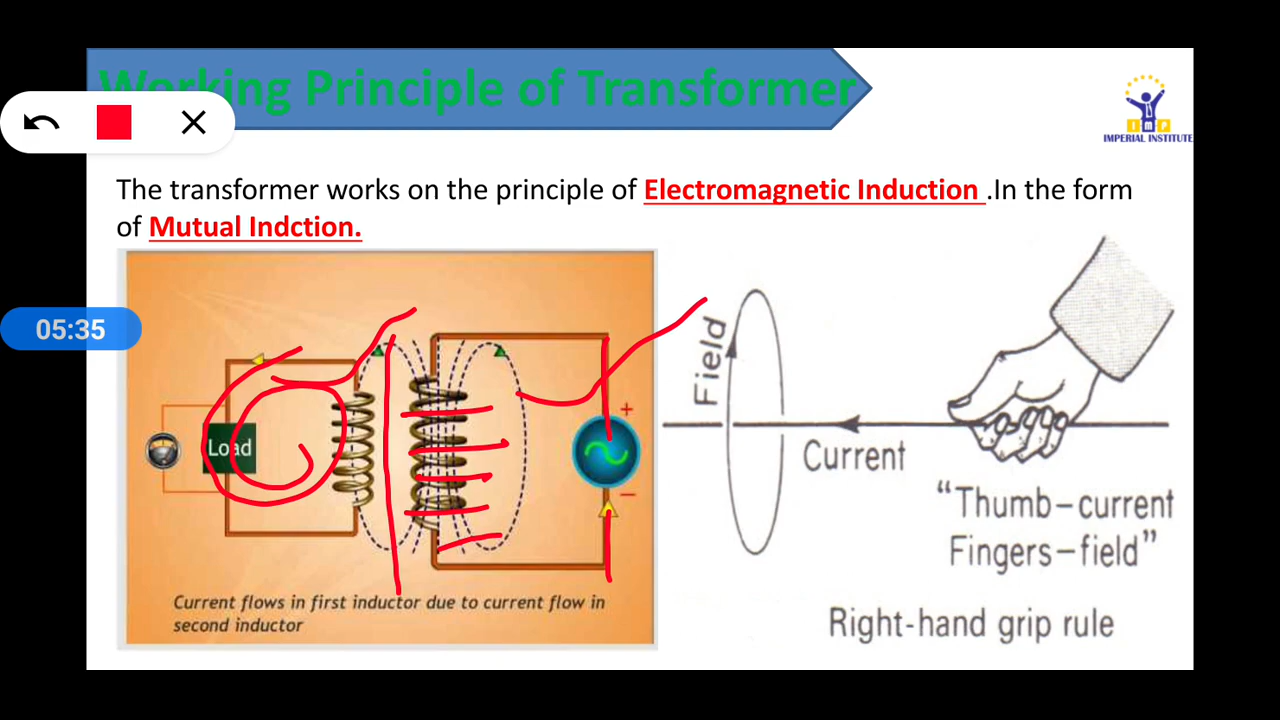 Working Principle of Transformer
IMPERIAL INSTITUTE
The transformer works on the principle of Electromagnetic Induction .In the form
of Mutual Indction.
05:35
Load
+
−
Current flows in first inductor due to current flow in
second inductor
Field
Current
“Thumb–current
Fingers–field”
Right-hand grip rule